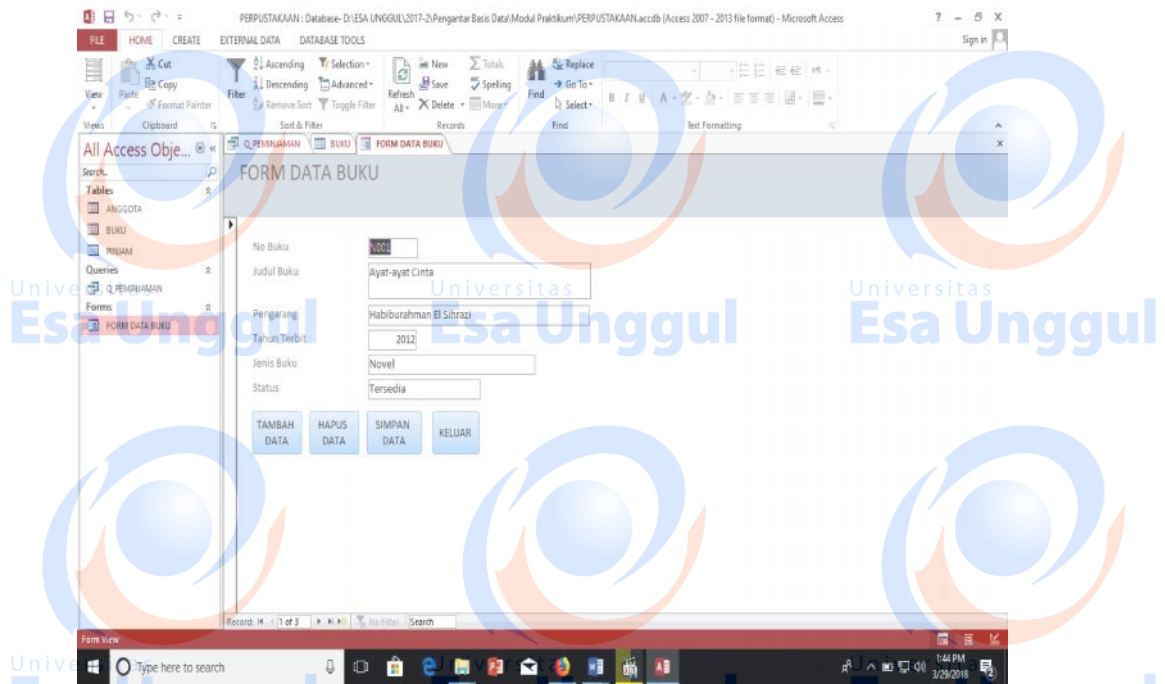 PERPUSTAKAAN : Database- D:\ESA UNGGUL\2017-2\Pengantar Basis Data\Modul Praktikum\PERPUSTAKAAN.accdb (Access 2007 - 2013 file format) - Microsoft Access
FILE HOME CREATE EXTERNAL DATA DATABASE TOOLS Sign in
View Paste Cut Copy Format Painter
Filter Ascending Descending Remove Sort Selection Advanced Toggle Filter
Refresh All New Save Delete Totals Spelling More
Find Replace Go To Select
B I U A
Views Clipboard Sort & Filter Records Find Text Formatting
All Access Obje...
Search..
Tables
ANGGOTA
BUKU
PINJAM
Queries
Q_PEMINJAMAN
Forms
FORM DATA BUKU
Q_PEMINJAMAN BUKU FORM DATA BUKU
FORM DATA BUKU
No Buku N001
Judul Buku Ayat-ayat Cinta
Pengarang Habiburahman El Sihrazi
Tahun Terbit 2012
Jenis Buku Novel
Status Tersedia
TAMBAH DATA HAPUS DATA SIMPAN DATA KELUAR
Record: 1 of 3 No Filter Search
Form View
Type here to search
1:44 PM
3/29/2018
Universitas
Esa Unggul
Universitas
Esa Unggul
Universitas
Esa Unggul